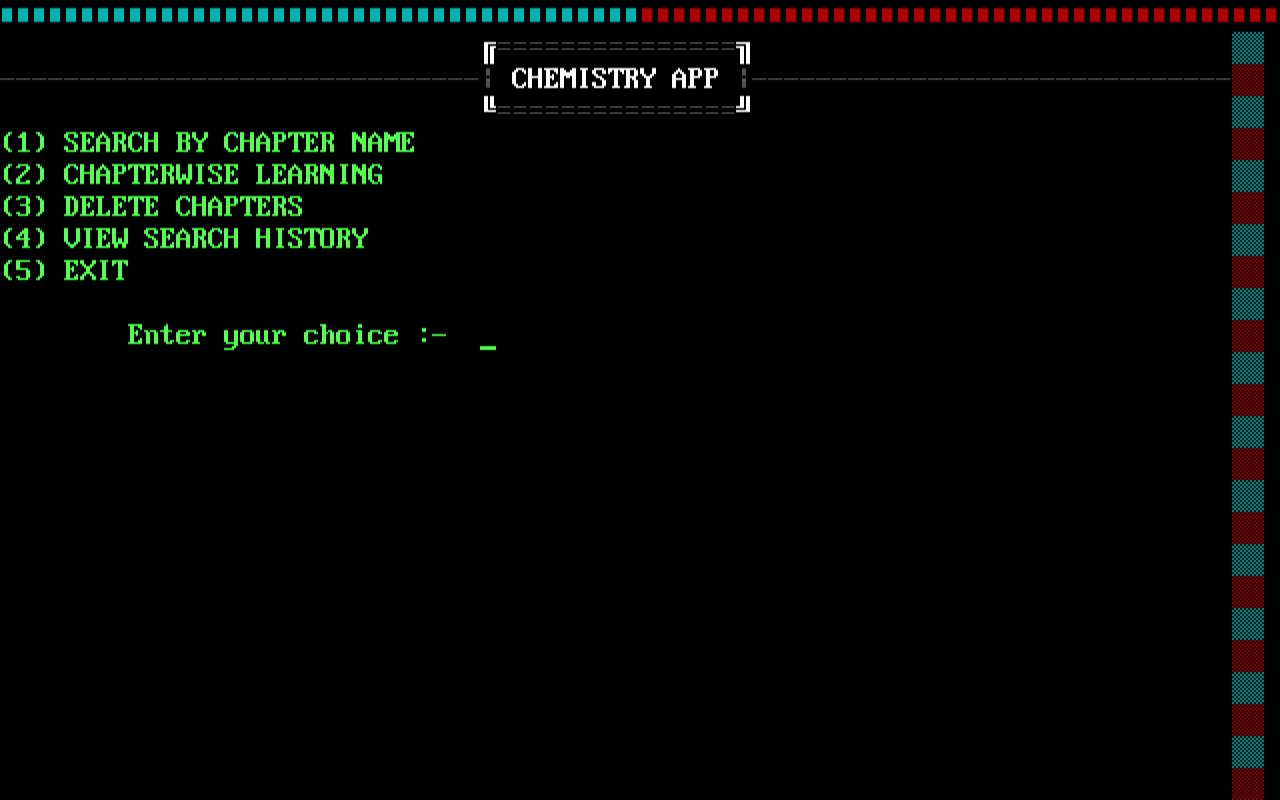 CHEMISTRY APP
(1) SEARCH BY CHAPTER NAME
(2) CHAPTERWISE LEARNING
(3) DELETE CHAPTERS
(4) VIEW SEARCH HISTORY
(5) EXIT
Enter your choice :- _